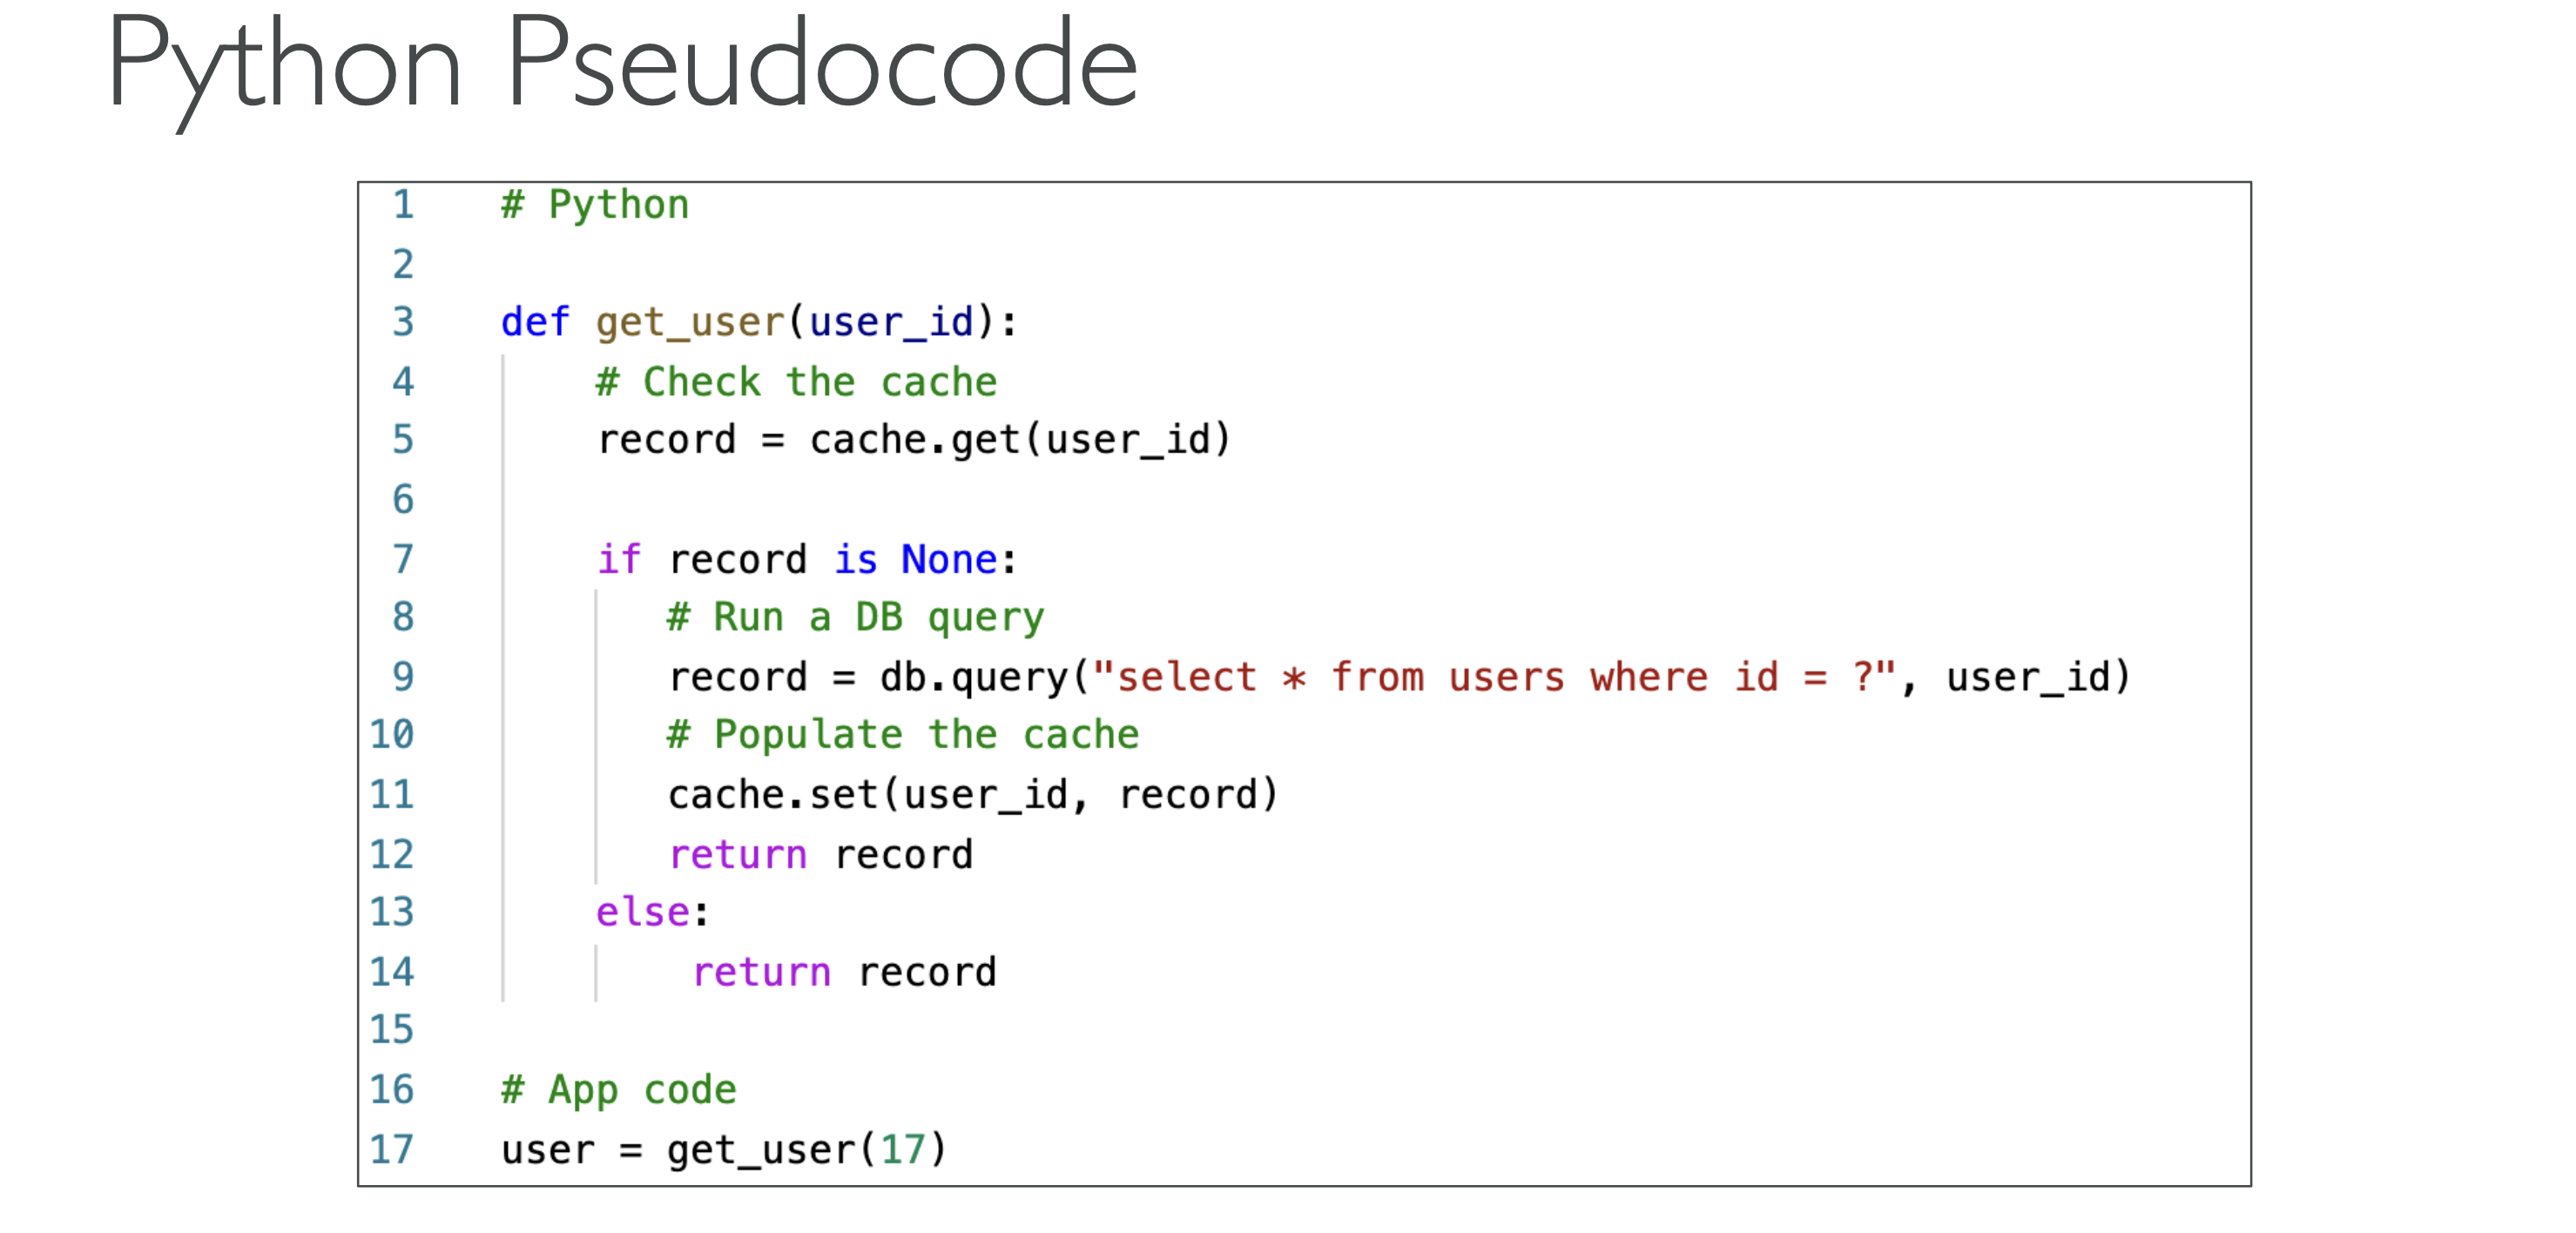 Python Pseudocode
1 # Python
2
3 def get_user(user_id):
4 # Check the cache
5 record = cache.get(user_id)
6
7 if record is None:
8 # Run a DB query
9 record = db.query("select * from users where id = ?", user_id)
10 # Populate the cache
11 cache.set(user_id, record)
12 return record
13 else:
14 return record
15
16 # App code
17 user = get_user(17)